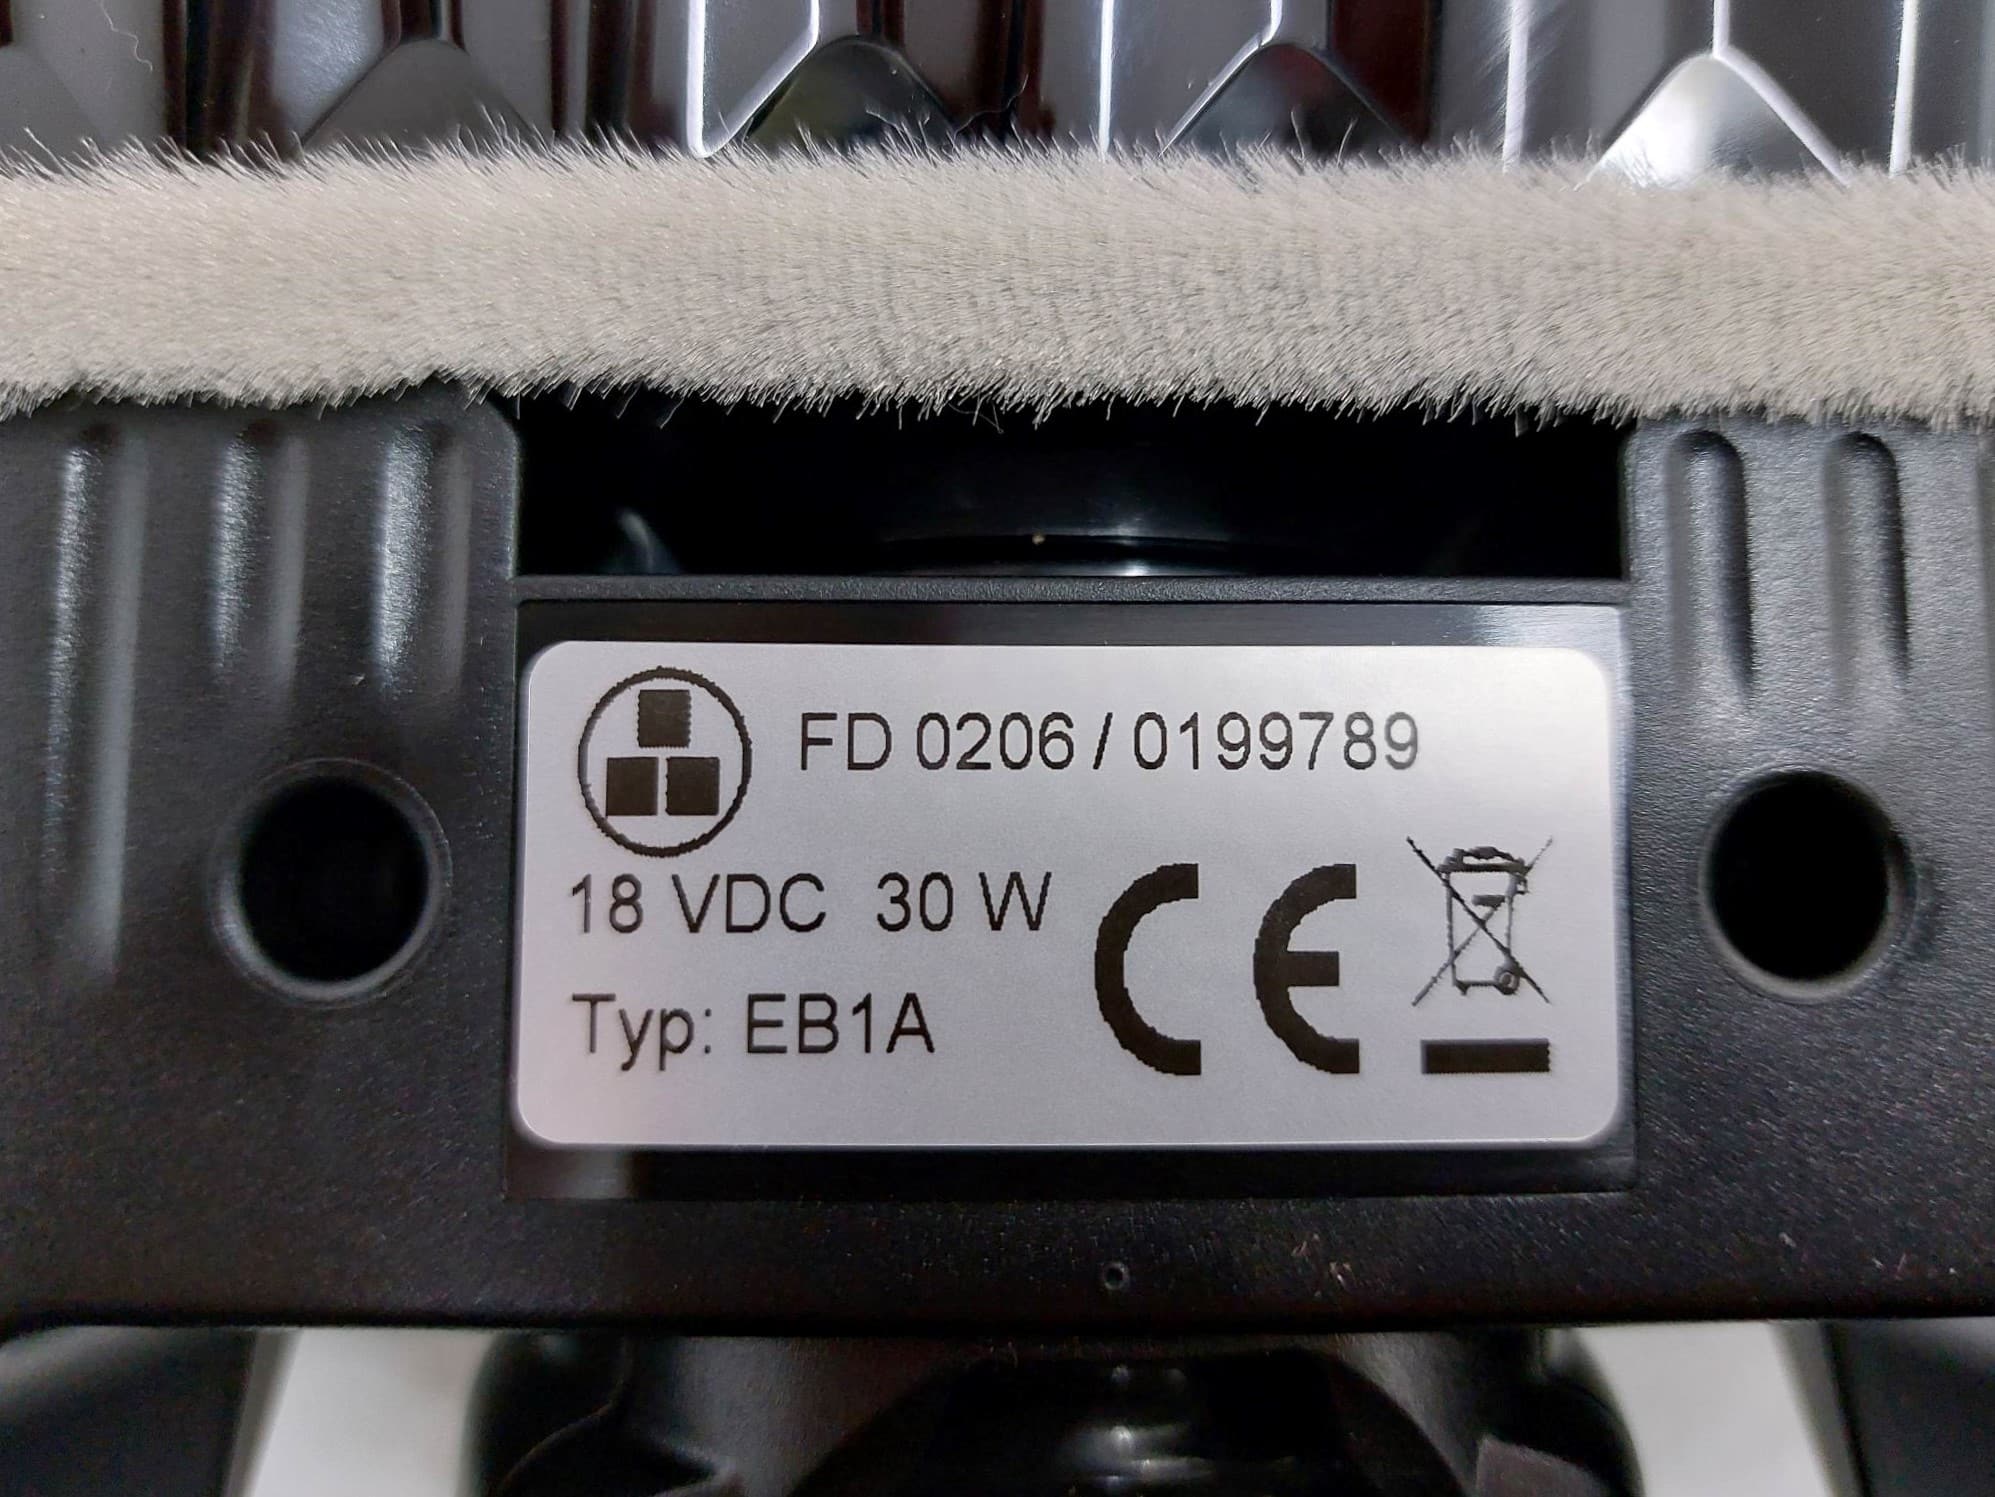 FD 0206 / 0199789
18 VDC 30 W
Typ: EB1A
CE